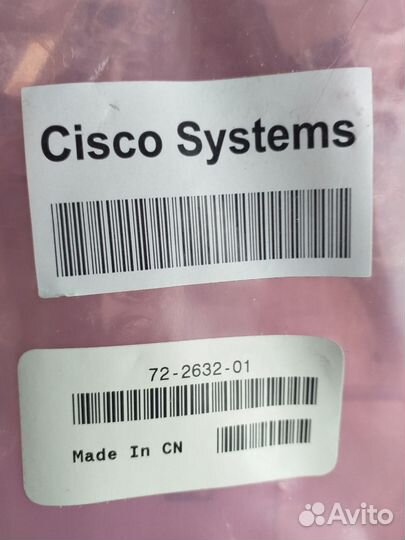 Cisco Systems
72-2632-01
Made In CN
Avito